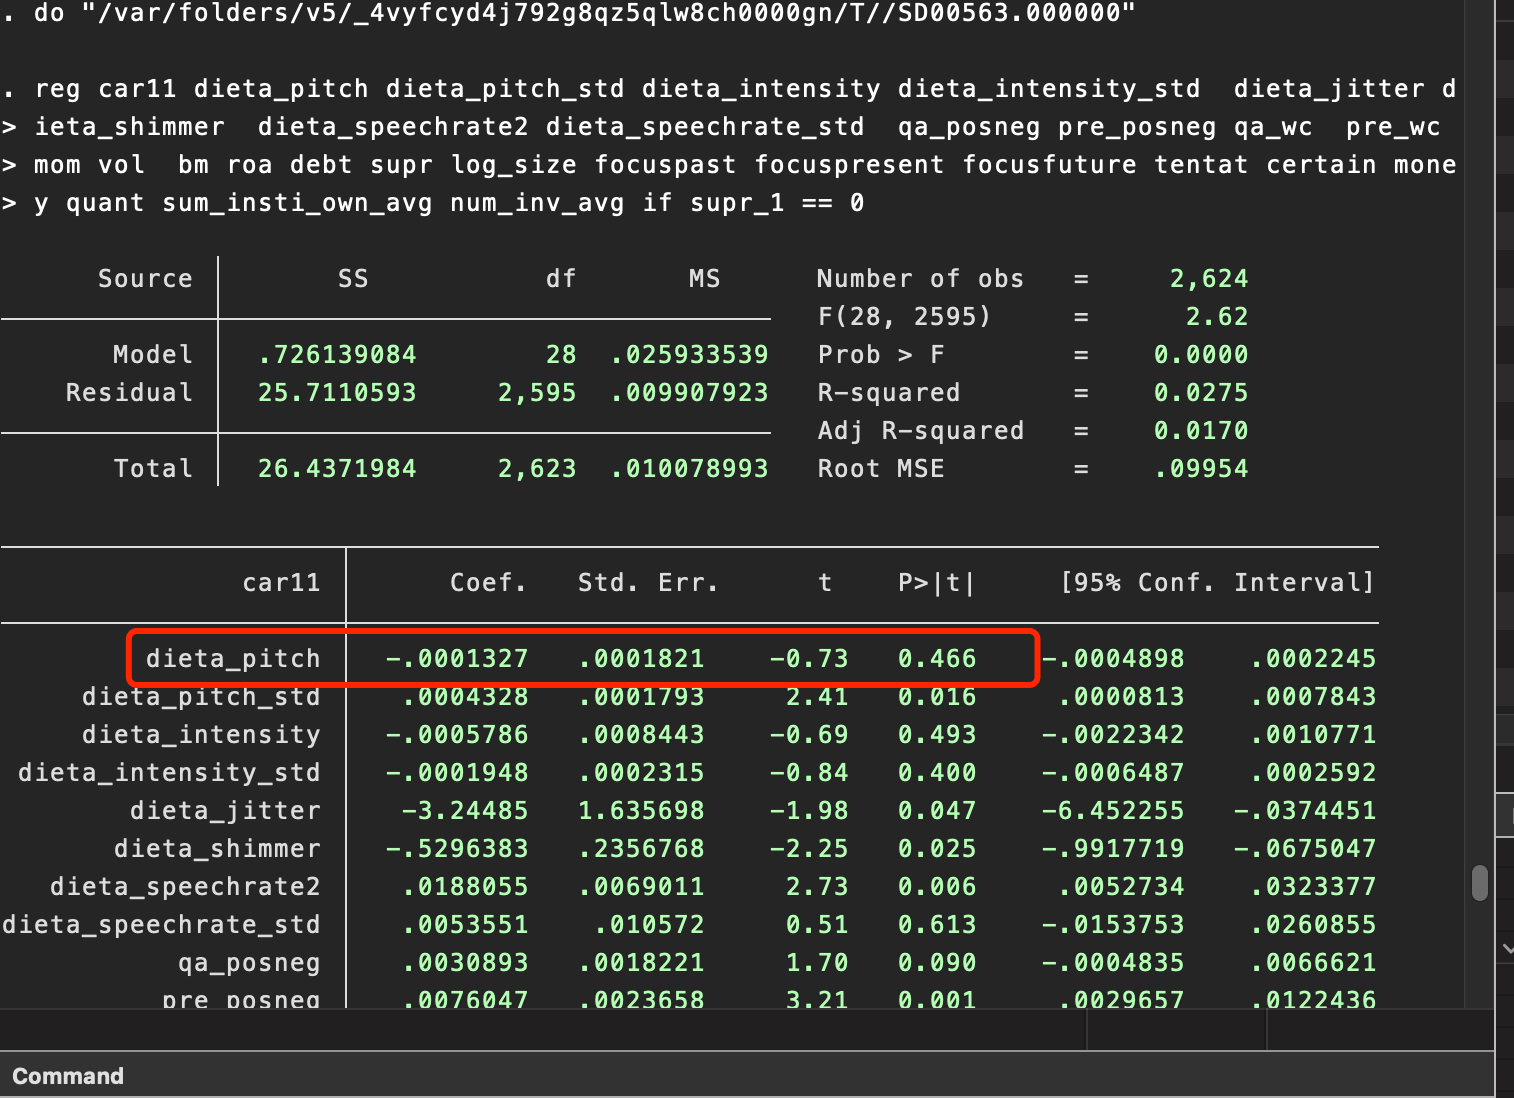 . do "/var/folders/v5/_4vyfcyd4j792g8qz5qlw8ch0000gn/T//SD00563.000000"
. reg car11 dieta_pitch dieta_pitch_std dieta_intensity dieta_intensity_std  dieta_jitter d
> ieta_shimmer  dieta_speechrate2 dieta_speechrate_std  qa_posneg pre_posneg qa_wc  pre_wc
> mom vol  bm roa debt supr log_size focuspast focuspresent focusfuture tentat certain mone
> y quant sum_insti_own_avg num_inv_avg if supr_1 == 0
Source SS df MS Number of obs = 2,624
F(28, 2595) = 2.62
Model .726139084 28 .025933539 Prob > F = 0.0000
Residual 25.7110593 2,595 .009907923 R-squared = 0.0275
Adj R-squared = 0.0170
Total 26.4371984 2,623 .010078993 Root MSE = .09954
car11 Coef. Std. Err. t P>|t| [95% Conf. Interval]
dieta_pitch -.0001327 .0001821 -0.73 0.466 -.0004898 .0002245
dieta_pitch_std .0004328 .0001793 2.41 0.016 .0000813 .0007843
dieta_intensity -.0005786 .0008443 -0.69 0.493 -.0022342 .0010771
dieta_intensity_std -.0001948 .0002315 -0.84 0.400 -.0006487 .0002592
dieta_jitter -3.24485 1.635698 -1.98 0.047 -6.452255 -.0374451
dieta_shimmer -.5296383 .2356768 -2.25 0.025 -.9917719 -.0675047
dieta_speechrate2 .0188055 .0069011 2.73 0.006 .0052734 .0323377
dieta_speechrate_std .0053551 .010572 0.51 0.613 -.0153753 .0260855
qa_posneg .0030893 .0018221 1.70 0.090 -.0004835 .0066621
pre_posneg .0076047 .0023658 3.21 0.001 .0029657 .0122436
Command